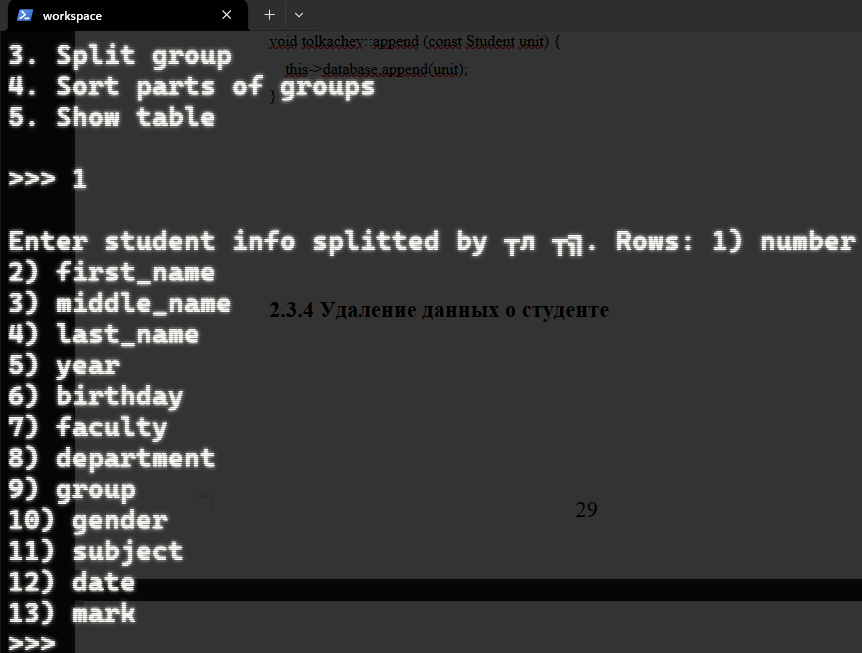 workspace
void tolkachev::append (const Student unit) {
this->database.append(unit);
}
3. Split group
4. Sort parts of groups
5. Show table
>>> 1
Enter student info splitted by ┬л ┬╗. Rows: 1) number
2) first_name
3) middle_name
2.3.4 Удаление данных о студенте
4) last_name
5) year
6) birthday
7) faculty
8) department
9) group
29
10) gender
11) subject
12) date
13) mark
>>>